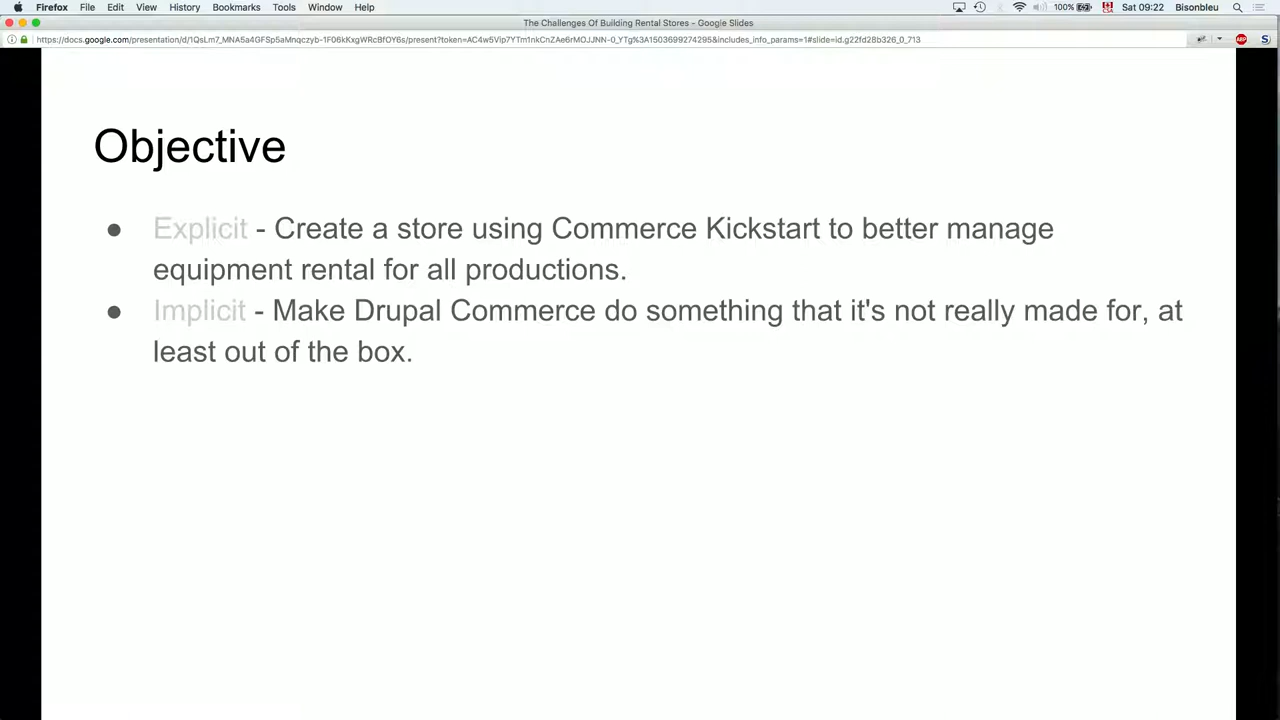 Firefox File Edit View History Bookmarks Tools Window Help 100% Sat 09:22 Bisonbleu
The Challenges Of Building Rental Stores - Google Slides
Objective
● Explicit - Create a store using Commerce Kickstart to better manage
equipment rental for all productions.
● Implicit - Make Drupal Commerce do something that it's not really made for, at
least out of the box.